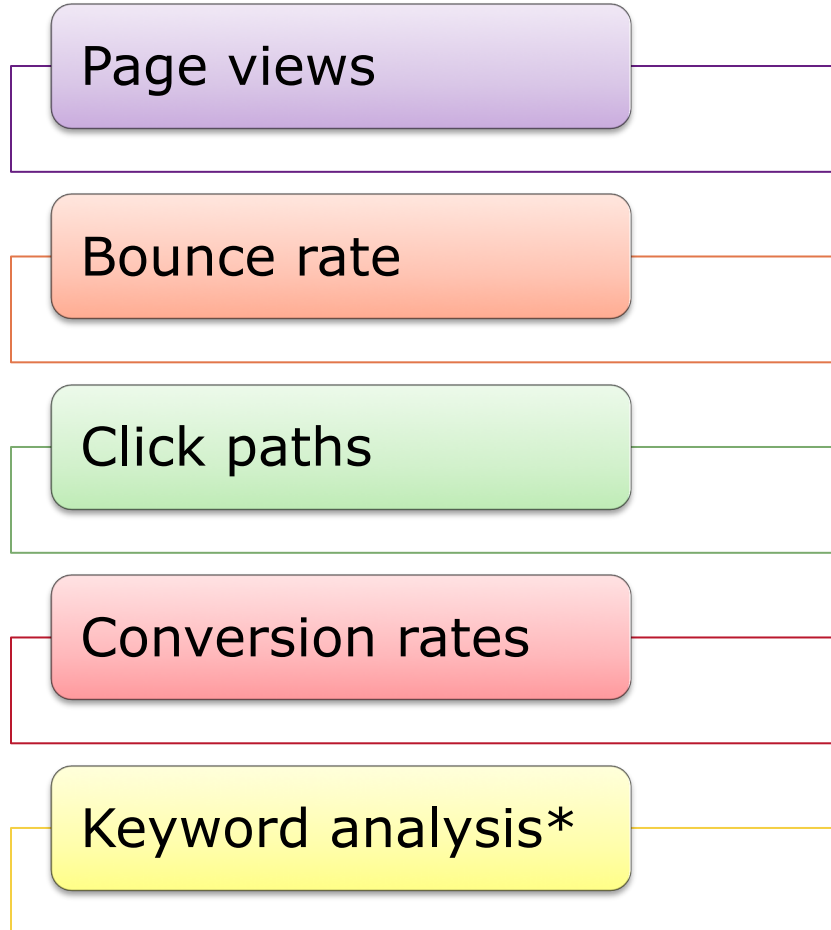 Page views
Bounce rate
Click paths
Conversion rates
Keyword analysis*